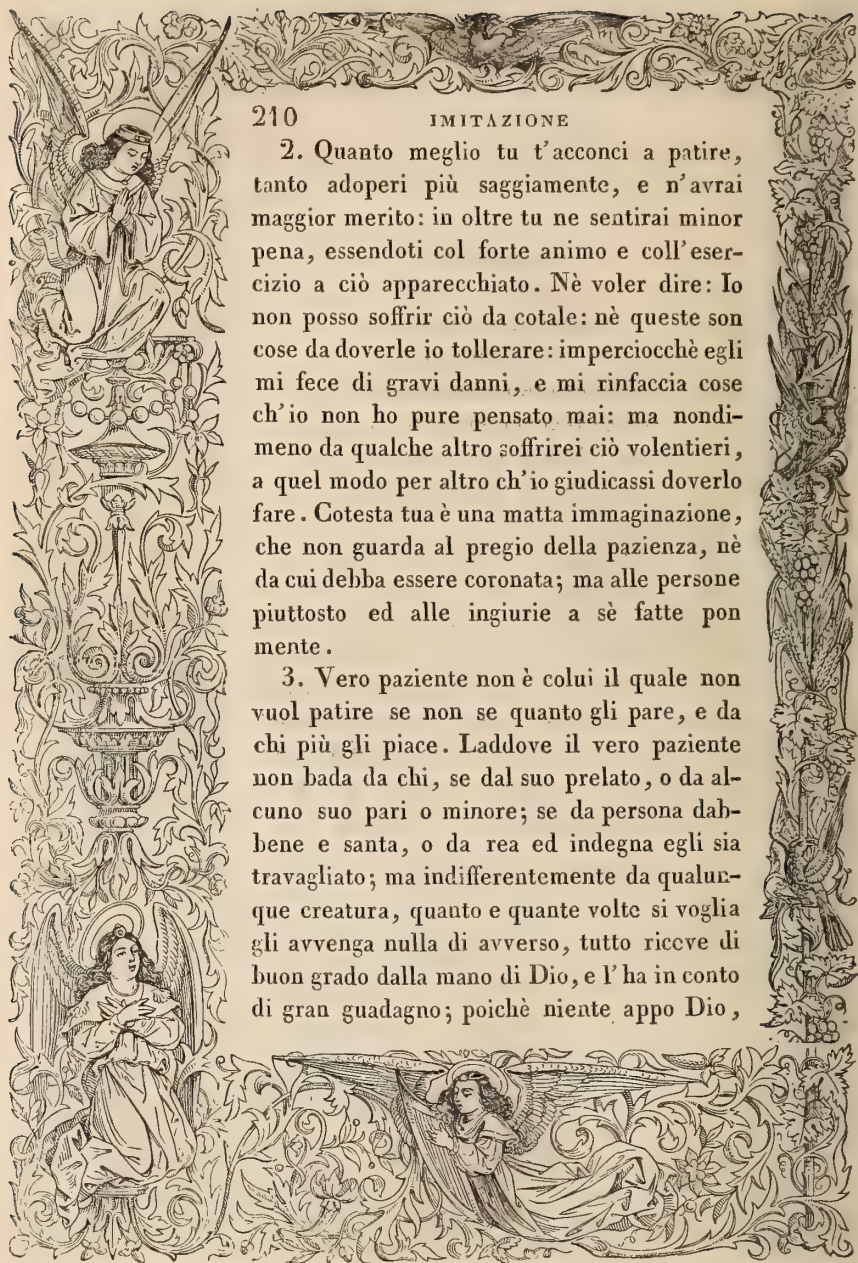 210 IMITAZIONE
2. Quanto meglio tu t'acconci a patire,
tanto adoperi più saggiamente, e n'avrai
maggior merito: in oltre tu ne sentirai minor
pena, essendoti col forte animo e coll'eser-
cizio a ciò apparecchiato. Nè voler dire: Io
non posso soffrir ciò da cotale: nè queste son
cose da doverle io tollerare: imperciocchè egli
mi fece di gravi danni, e mi rinfaccia cose
ch'io non ho pure pensato mai: ma nondi-
meno da qualche altro soffrirei ciò volentieri,
a quel modo per altro ch'io giudicassi doverlo
fare. Cotesta tua è una matta immaginazione,
che non guarda al pregio della pazienza, nè
da cui debba essere coronata; ma alle persone
piuttosto ed alle ingiurie a sè fatte pon
mente.
3. Vero paziente non è colui il quale non
vuol patire se non se quanto gli pare, e da
chi più gli piace. Laddove il vero paziente
non bada da chi, se dal suo prelato, o da al-
cuno suo pari o minore; se da persona dab-
bene e santa, o da rea ed indegna egli sia
travagliato; ma indifferentemente da qualun-
que creatura, quanto e quante volte si voglia
gli avvenga nulla di avverso, tutto riceve di
buon grado dalla mano di Dio, e l'ha in conto
di gran guadagno; poichè niente appo Dio,